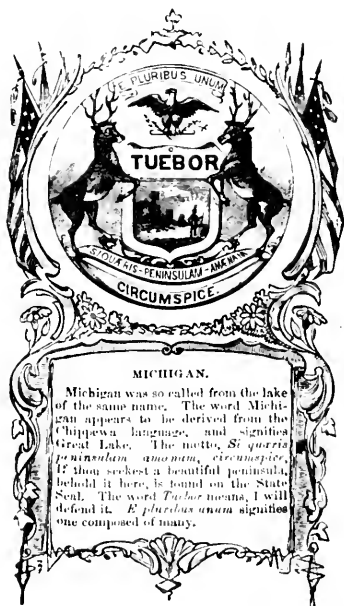 E PLURIBUS UNUM
TUEBOR
SI QUÆRIS-PENINSULAM-AMÆNAM
CIRCUMSPICE.
MICHIGAN.
Michigan was so called from the lake
of the same name. The word Michi-
gan appears to be derived from the
Chippewa language, and signifies
Great Lake. The motto, Si quæris
peninsulam amœnam, circumspice,
If thou seekest a beautiful peninsula,
behold it here, is found on the State
Seal. The word Tuebor means, I will
defend it. E pluribus unum signifies
one composed of many.